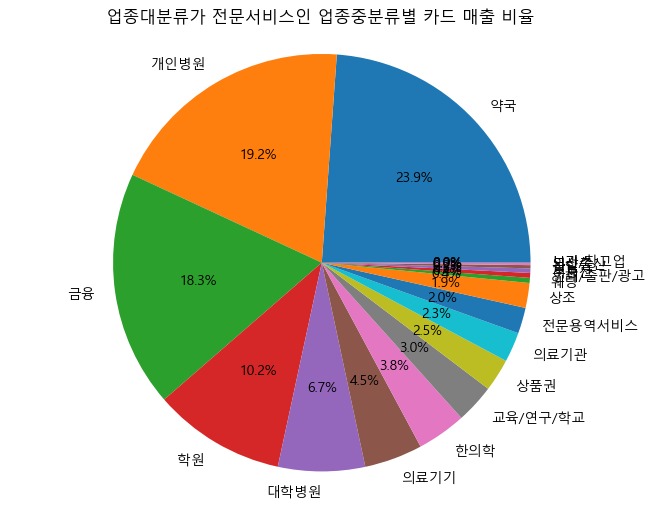 업종대분류가 전문서비스인 업종중분류별 카드 매출 비율
약국
23.9%
개인병원
19.2%
금융
18.3%
학원
10.2%
대학병원
6.7%
의료기기
4.5%
한의학
3.8%
교육/연구/학교
3.0%
상품권
2.5%
의료기관
2.3%
전문용역서비스
2.0%
상조
1.9%
웨딩